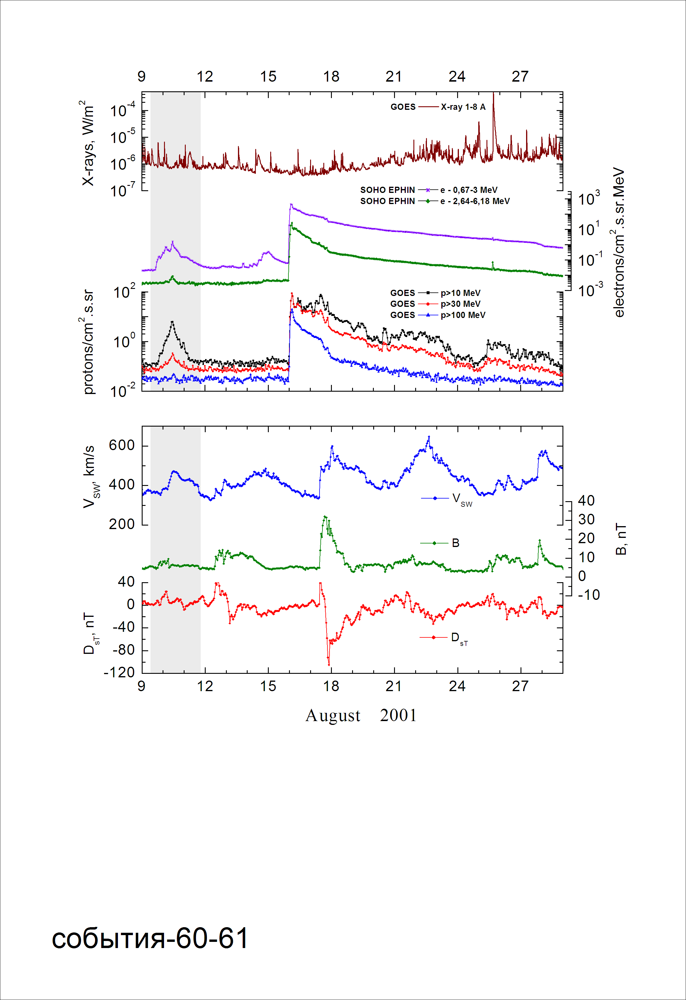 9 12 15 18 21 24 27
X-rays, W/m²
10⁻⁴
10⁻⁵
10⁻⁶
10⁻⁷
GOES X-ray 1-8 A
SOHO EPHIN e - 0,67-3 MeV
SOHO EPHIN e - 2,64-6,18 MeV
10³
10¹
10⁻¹
10⁻³
electrons/cm².s.sr.MeV
protons/cm².s.sr
10²
10⁰
10⁻²
GOES p>10 MeV
GOES p>30 MeV
GOES p>100 MeV
V_SW, km/s
600
400
200
V_SW
40
30
20
10
0
-10
B, nT
B
D_sT, nT
40
0
-40
-80
-120
D_sT
9 12 15 18 21 24 27
August 2001
события-60-61